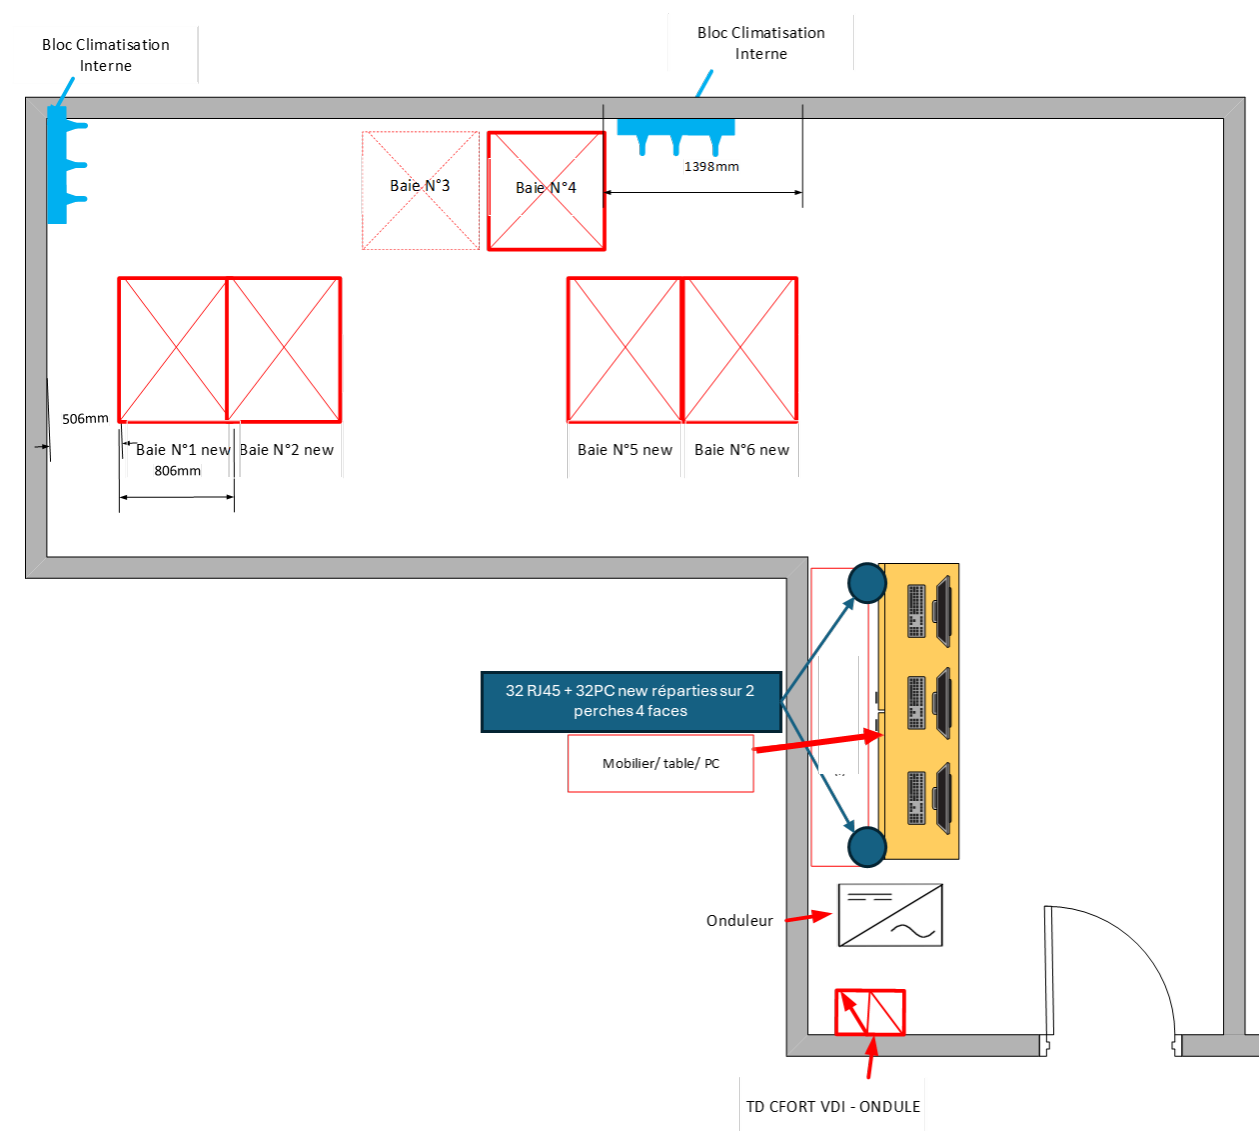 Bloc Climatisation
Interne
Bloc Climatisation
Interne
1398mm
Baie N°3
Baie N°4
506mm
Baie N°1 new
Baie N°2 new
806mm
Baie N°5 new
Baie N°6 new
32 RJ45 + 32PC new réparties sur 2
perches 4 faces
Mobilier/ table/ PC
Onduleur
TD CFORT VDI - ONDULE